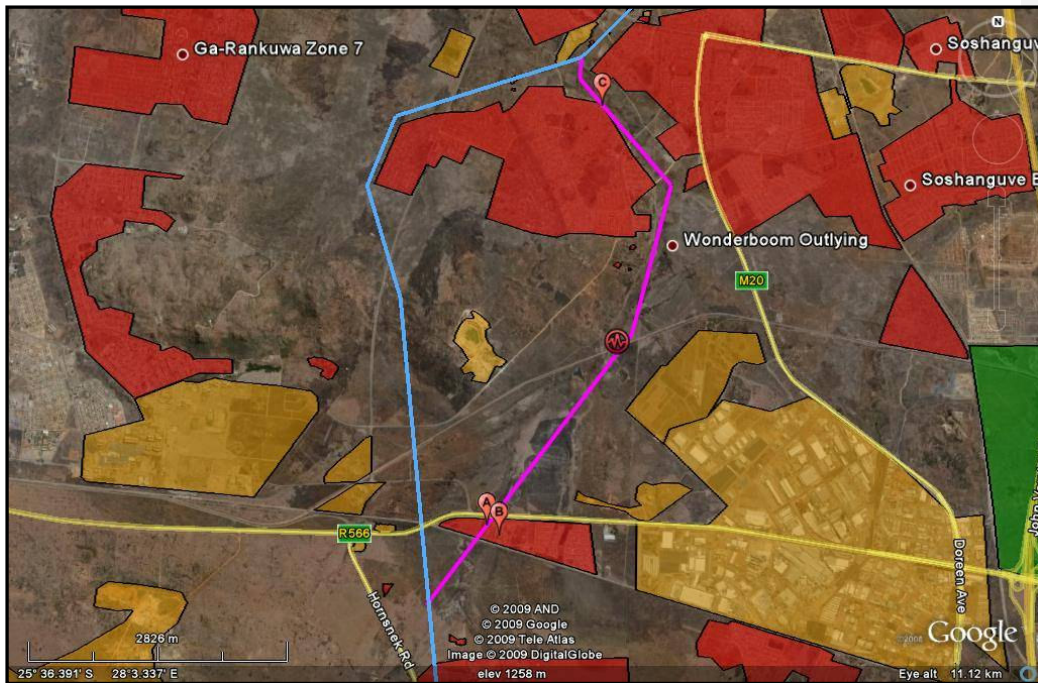 N
Ga-Rankuwa Zone 7
Soshanguve
C
Soshanguve E
Wonderboom Outlying
M20
A
B
R566
Hornsnek Rd
Doreen Ave
2826 m
© 2009 AND
© 2009 Google
© 2009 Tele Atlas
Image © 2009 DigitalGlobe
© 2008 Google
25° 36.391' S 28° 3.337' E
elev 1258 m
Eye alt 11.12 km